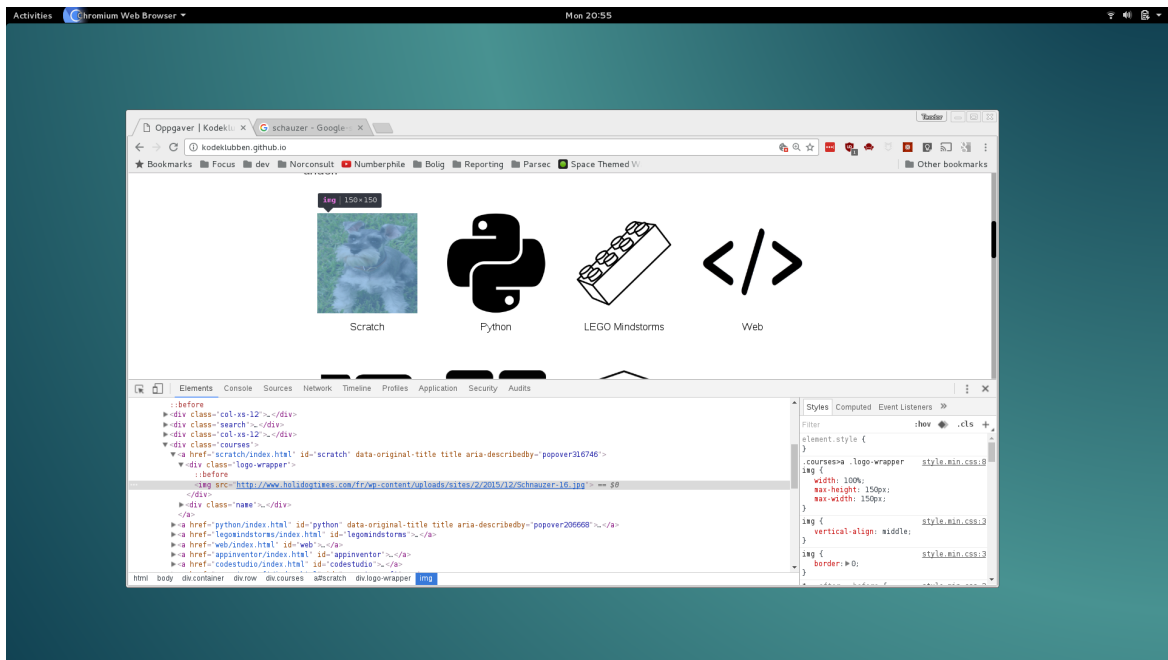 Activities Chromium Web Browser Mon 20:55
Oppgaver | Kodeklu × schauzer - Google- ×
kodeklubben.github.io
Bookmarks Focus dev Norconsult Numberphile Bolig Reporting Parsec Space Themed W Other bookmarks
img | 150×150
Scratch Python LEGO Mindstorms Web
Elements Console Sources Network Timeline Profiles Application Security Audits
::before
▶<div class="col-xs-12">…</div>
▶<div class="search">…</div>
▶<div class="col-xs-12">…</div>
▼<div class="courses">
▼<a href="scratch/index.html" id="scratch" data-original-title title aria-describedby="popover316746">
▼<div class="logo-wrapper">
::before
<img src="http://www.holidogtimes.com/fr/wp-content/uploads/sites/2/2015/12/Schnauzer-16.jpg"> == $0
</div>
▶<div class="name">…</div>
</a>
▶<a href="python/index.html" id="python" data-original-title title aria-describedby="popover206668">…</a>
▶<a href="legomindstorms/index.html" id="legomindstorms">…</a>
▶<a href="web/index.html" id="web">…</a>
▶<a href="appinventor/index.html" id="appinventor">…</a>
▶<a href="codestudio/index.html" id="codestudio">…</a>
html body div.container div.row div.courses a#scratch div.logo-wrapper img
Styles Computed Event Listeners »
Filter :hov .cls +
element.style {
}
.courses>a .logo-wrapper style.min.css:8
img {
width: 100%;
max-height: 150px;
max-width: 150px;
}
img { style.min.css:3
vertical-align: middle;
}
img { style.min.css:3
border: ▶ 0;
}